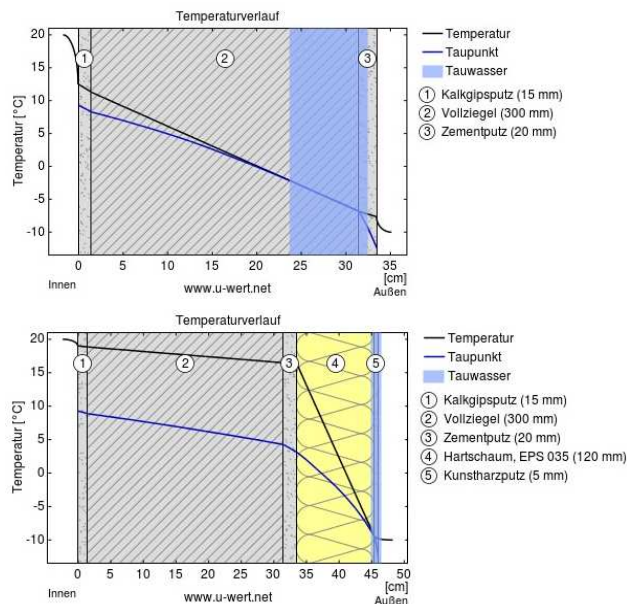 Temperaturverlauf
20
15
10
5
0
-5
-10
Temperatur [°C]
1
2
3
0
5
10
15
20
25
30
35
[cm]
Innen
www.u-wert.net
Außen
Temperatur
Taupunkt
Tauwasser
1 Kalkgipsputz (15 mm)
2 Vollziegel (300 mm)
3 Zementputz (20 mm)
Temperaturverlauf
20
15
10
5
0
-5
-10
Temperatur [°C]
1
2
3
4
5
0
5
10
15
20
25
30
35
40
45
50
[cm]
Innen
www.u-wert.net
Außen
Temperatur
Taupunkt
Tauwasser
1 Kalkgipsputz (15 mm)
2 Vollziegel (300 mm)
3 Zementputz (20 mm)
4 Hartschaum, EPS 035 (120 mm)
5 Kunstharzputz (5 mm)